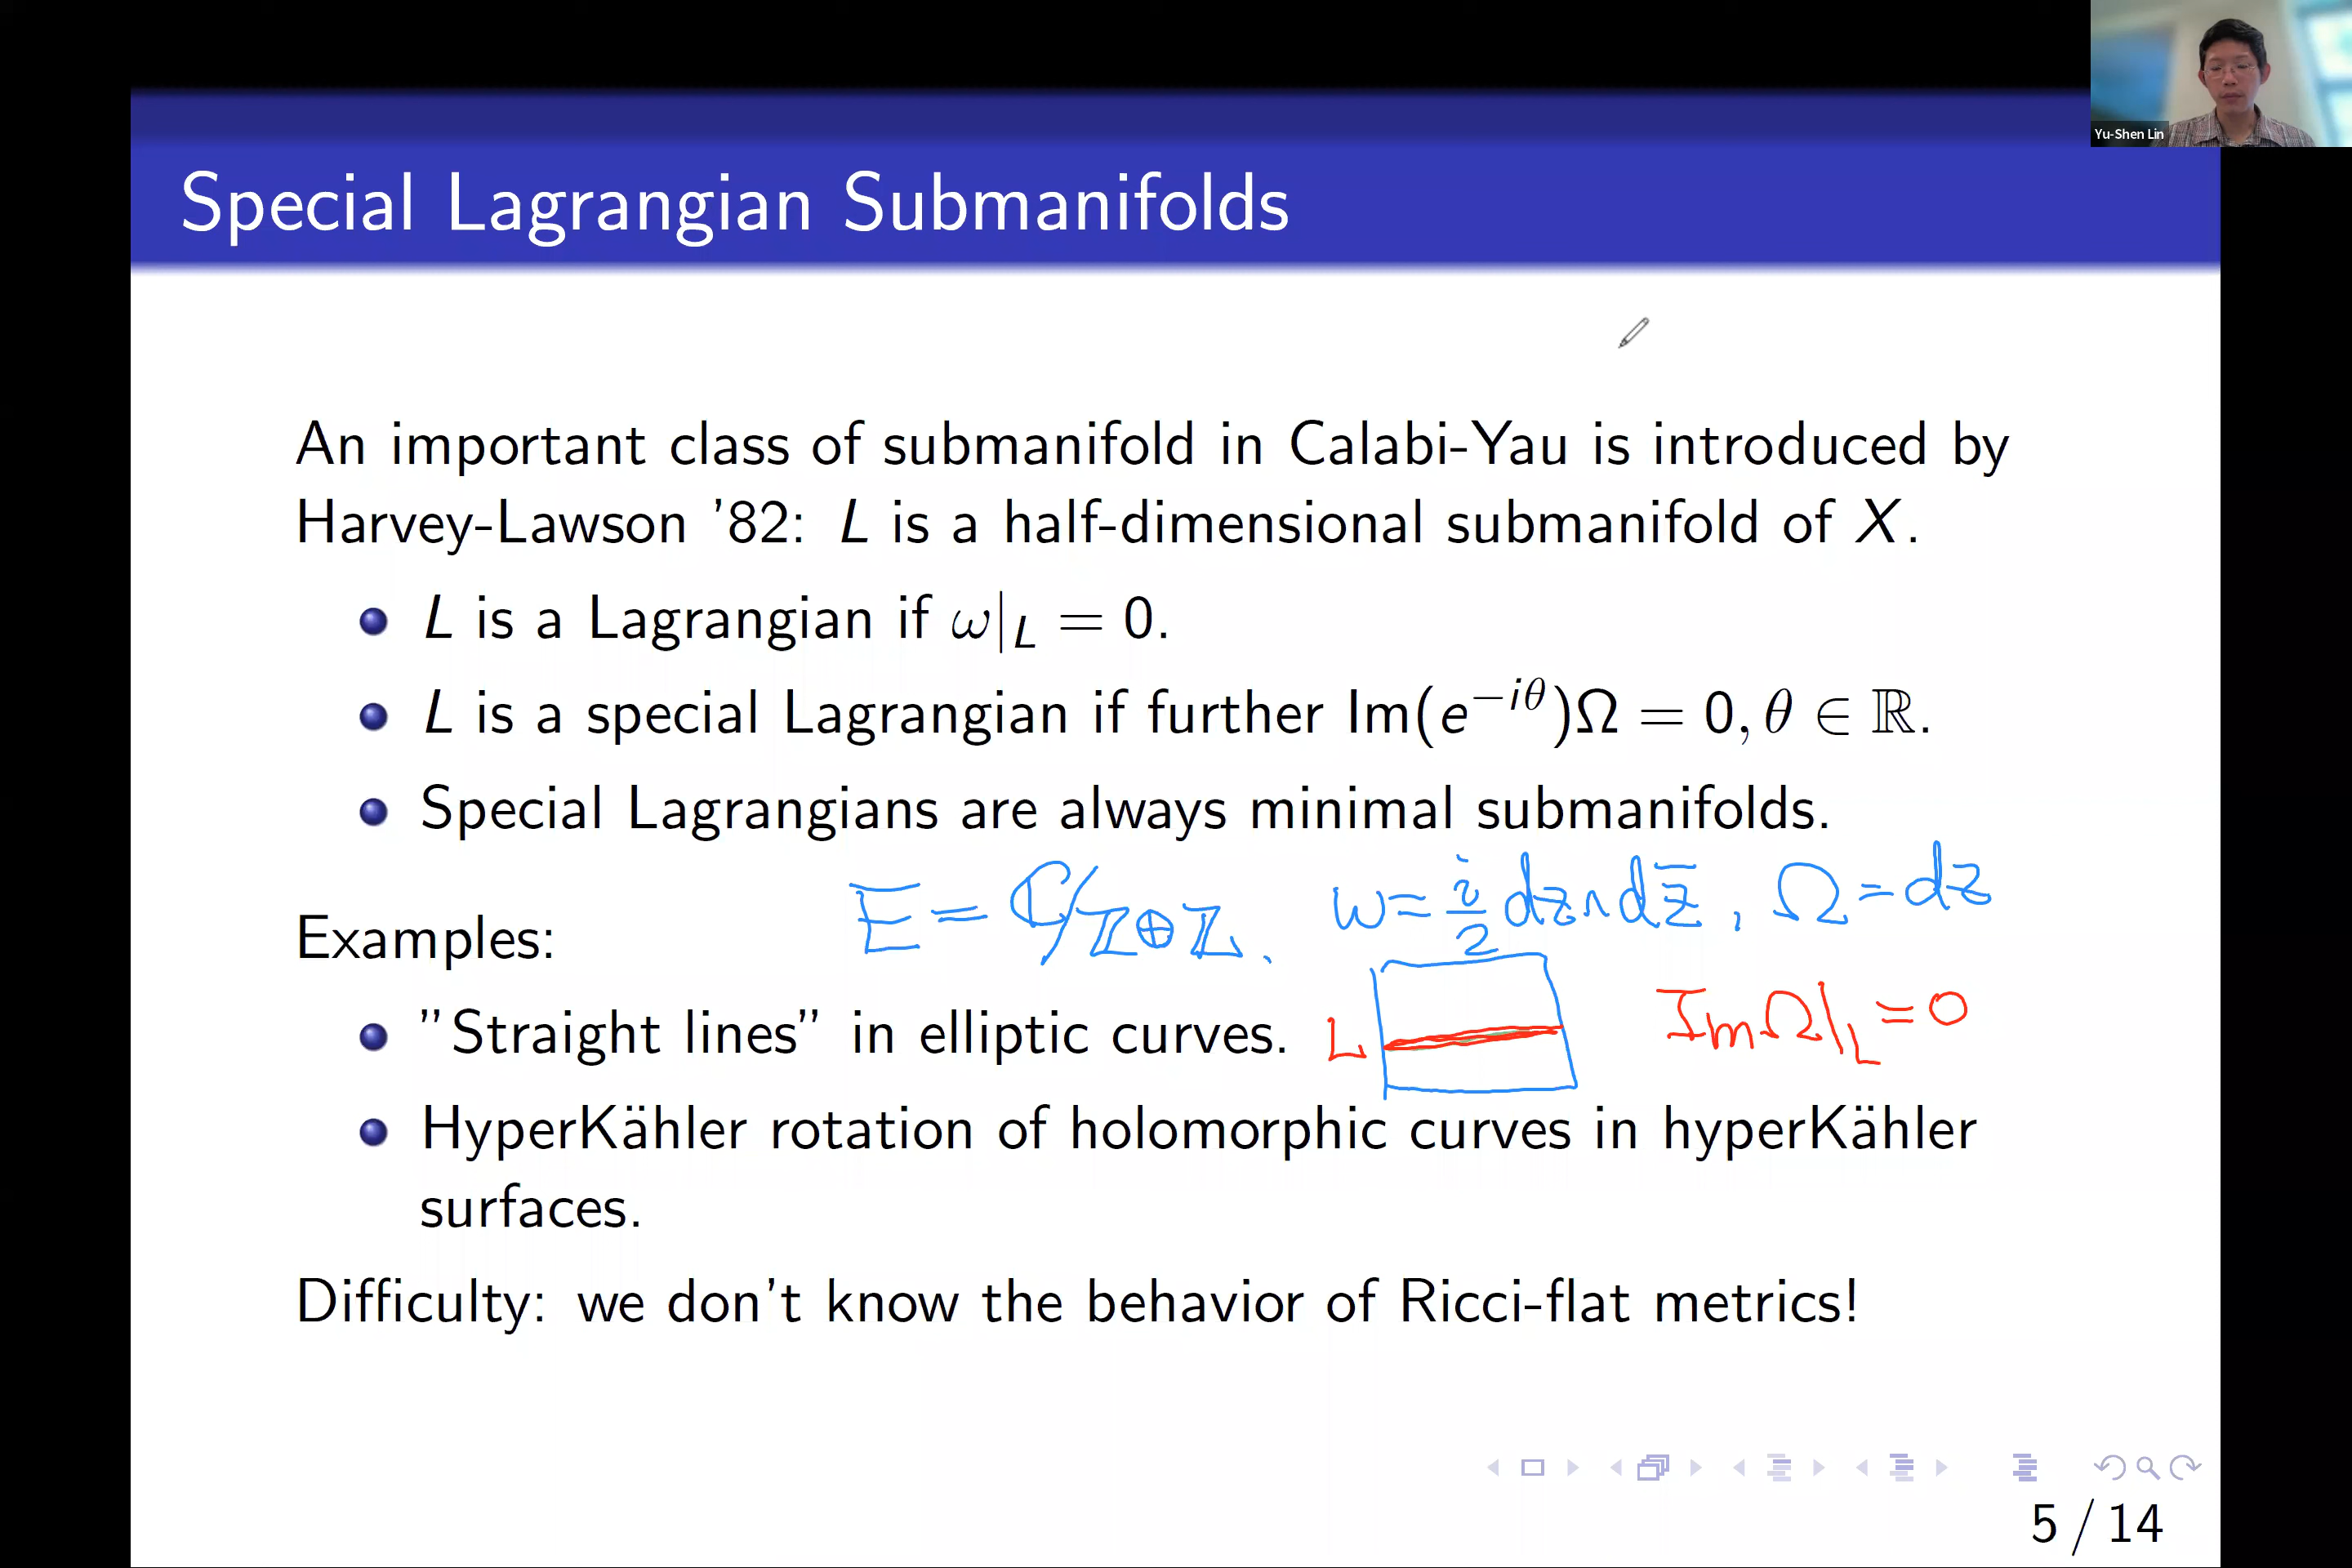 Yu-Shen Lin
Special Lagrangian Submanifolds
An important class of submanifold in Calabi-Yau is introduced by
Harvey-Lawson '82: L is a half-dimensional submanifold of X.
L is a Lagrangian if ω|_L = 0.
L is a special Lagrangian if further Im(e^{−iθ})Ω = 0, θ ∈ ℝ.
Special Lagrangians are always minimal submanifolds.
E = ℂ/ℤ⊕ℤ, ω = i/2 dz∧dz̄, Ω = dz
Examples:
"Straight lines" in elliptic curves.
L
ImΩ|_L = 0
HyperKähler rotation of holomorphic curves in hyperKähler
surfaces.
Difficulty: we don't know the behavior of Ricci-flat metrics!
5 / 14